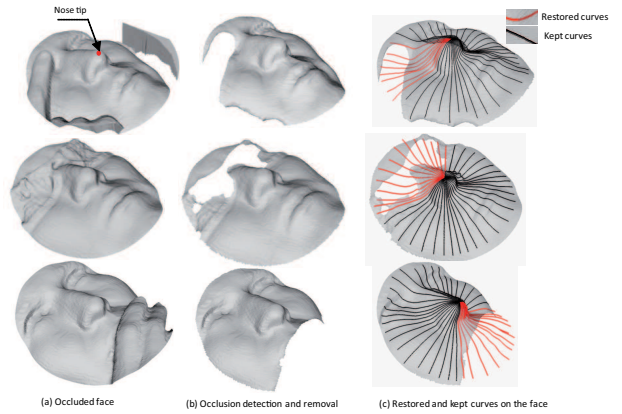 Nose tip
Restored curves
Kept curves
(a) Occluded face
(b) Occlusion detection and removal
(c) Restored and kept curves on the face